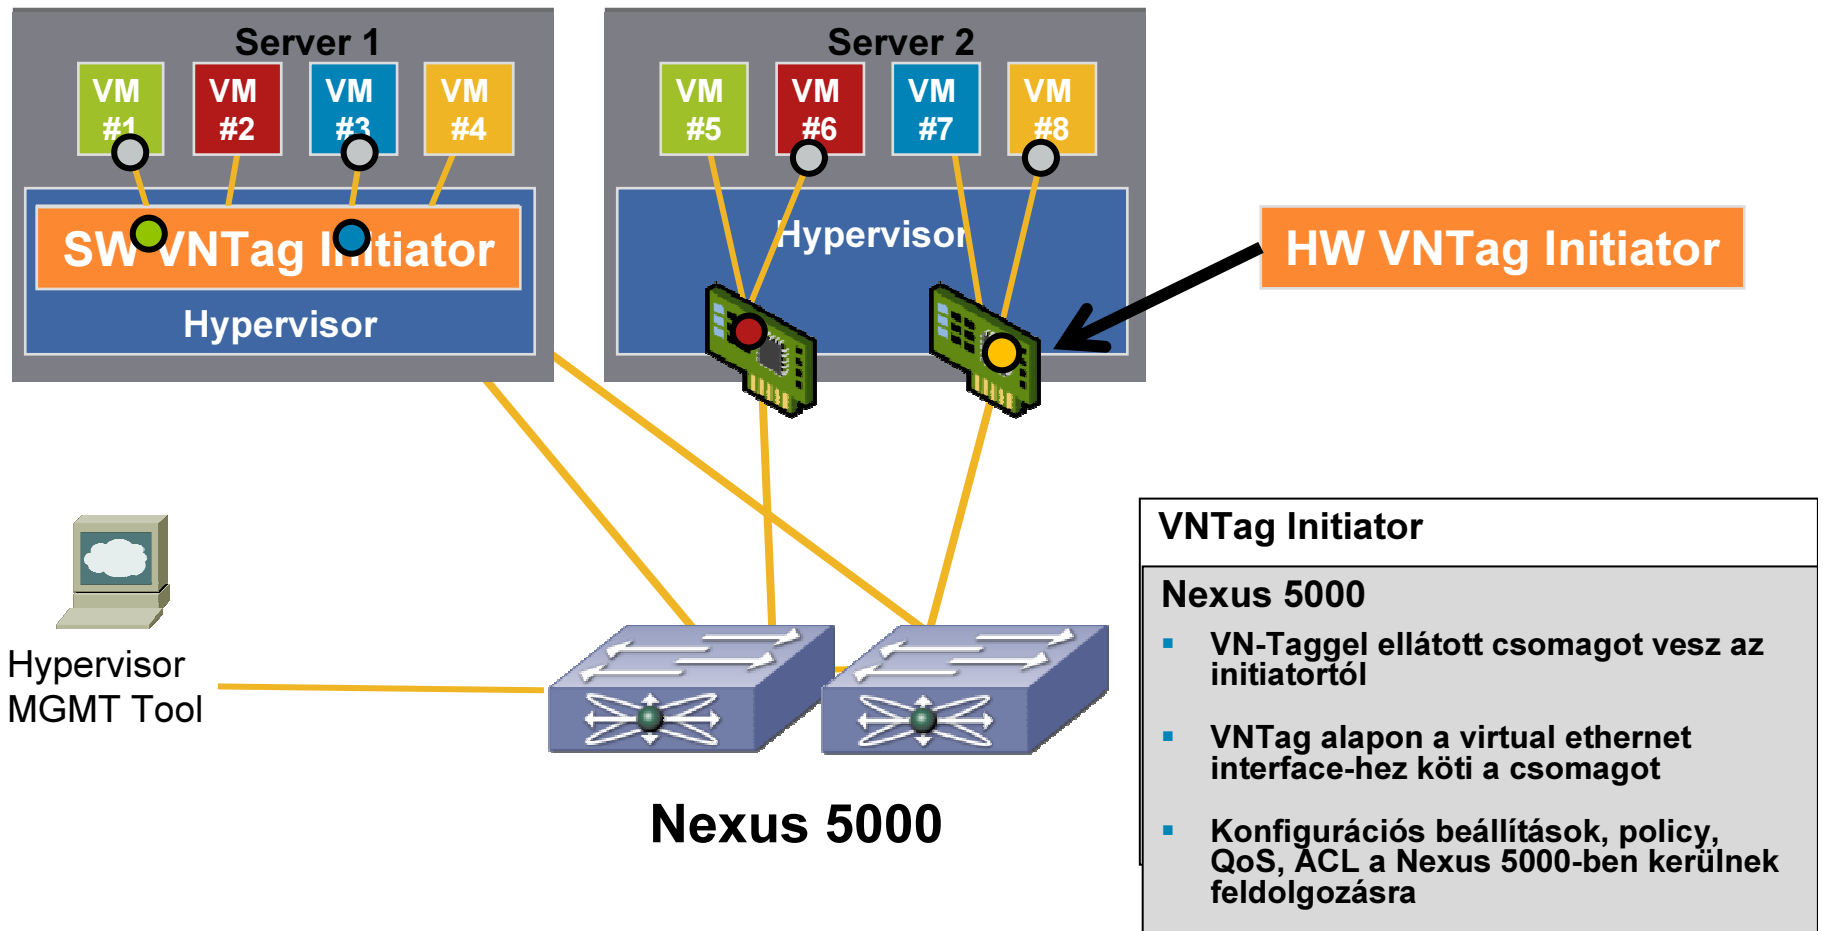 Server 1
VM
#1
VM
#2
VM
#3
VM
#4
SW VNTag Initiator
Hypervisor
Server 2
VM
#5
VM
#6
VM
#7
VM
#8
Hypervisor
HW VNTag Initiator
Hypervisor
MGMT Tool
Nexus 5000
VNTag Initiator
Nexus 5000
▪ VN-Taggel ellátott csomagot vesz az
initiatortól
▪ VNTag alapon a virtual ethernet
interface-hez köti a csomagot
▪ Konfigurációs beállítások, policy,
QoS, ACL a Nexus 5000-ben kerülnek
feldolgozásra